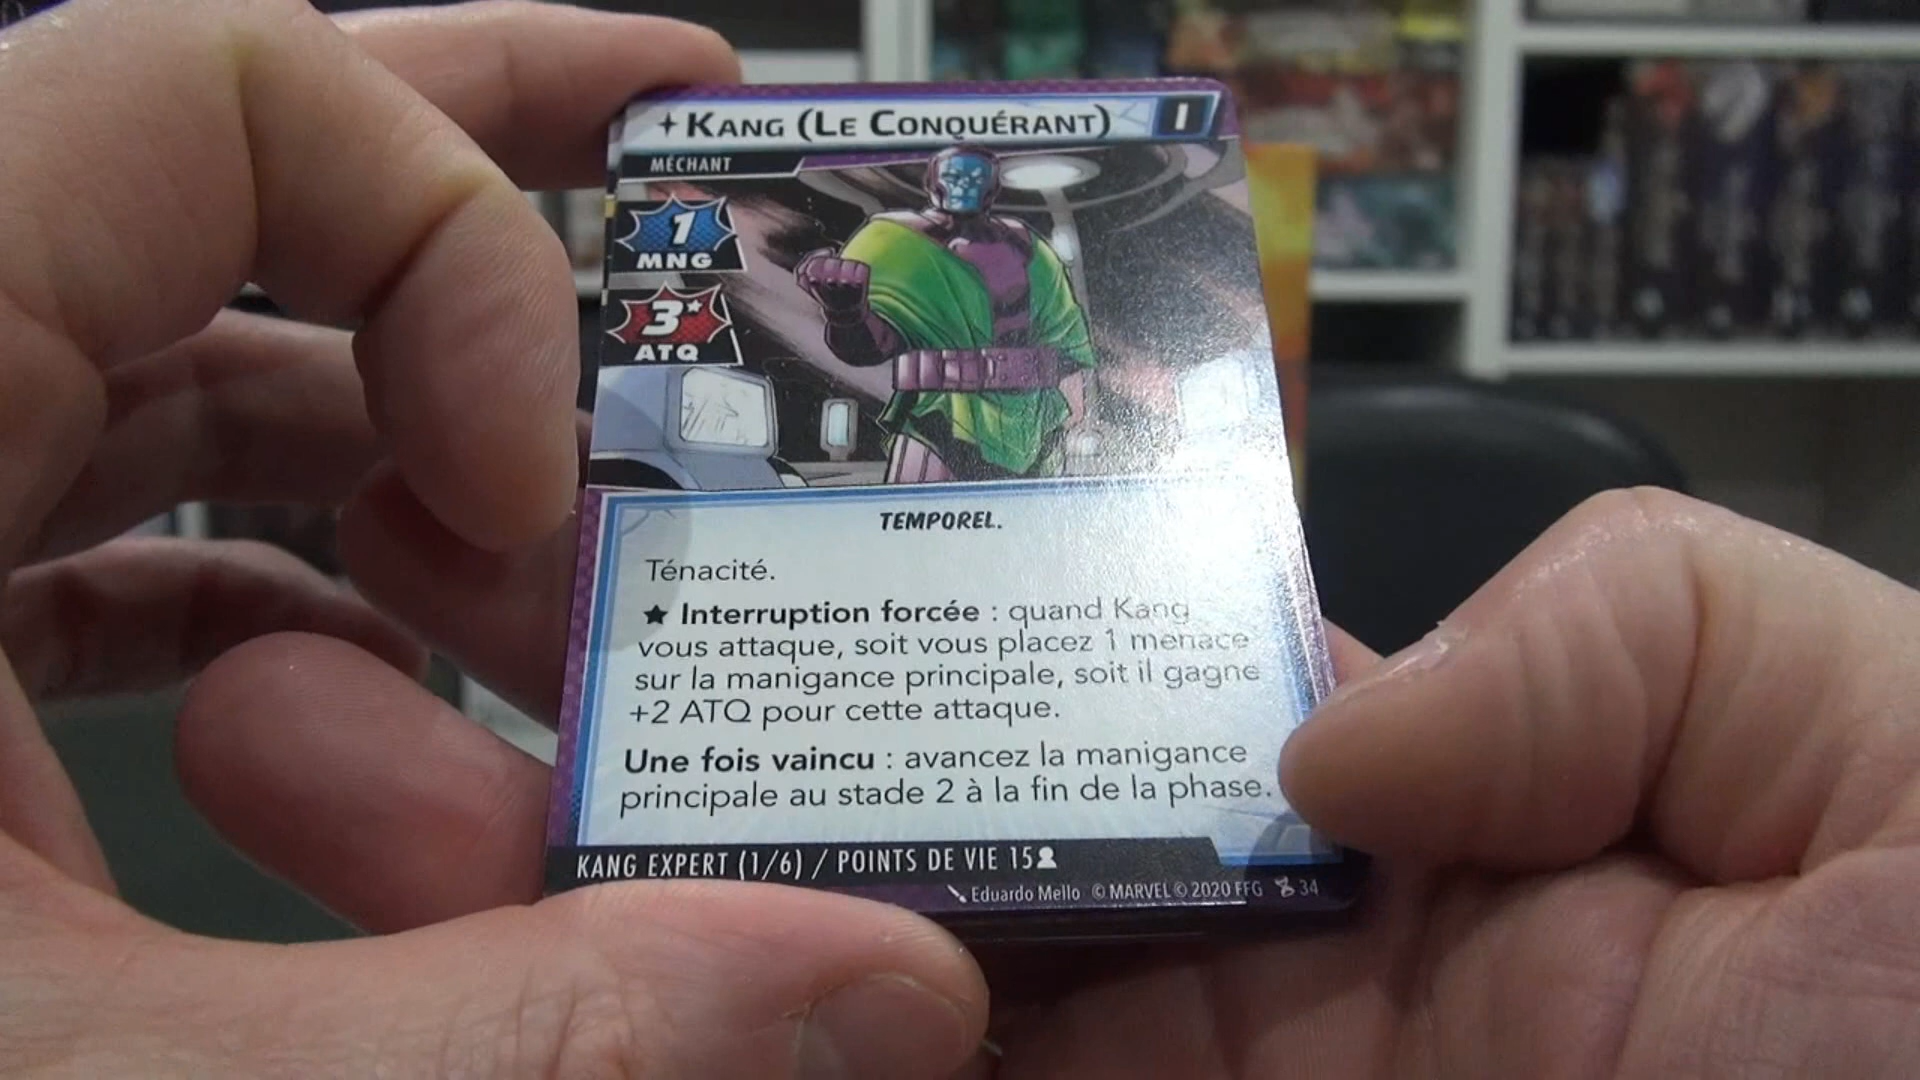 KANG (LE CONQUÉRANT) I
MÉCHANT
1
MNG
3★
ATQ
TEMPOREL.
Ténacité.
★ Interruption forcée : quand Kang
vous attaque, soit vous placez 1 menace
sur la manigance principale, soit il gagne
+2 ATQ pour cette attaque.
Une fois vaincu : avancez la manigance
principale au stade 2 à la fin de la phase.
KANG EXPERT (1/6) / POINTS DE VIE 15
Eduardo Mello © MARVEL © 2020 FFG 34